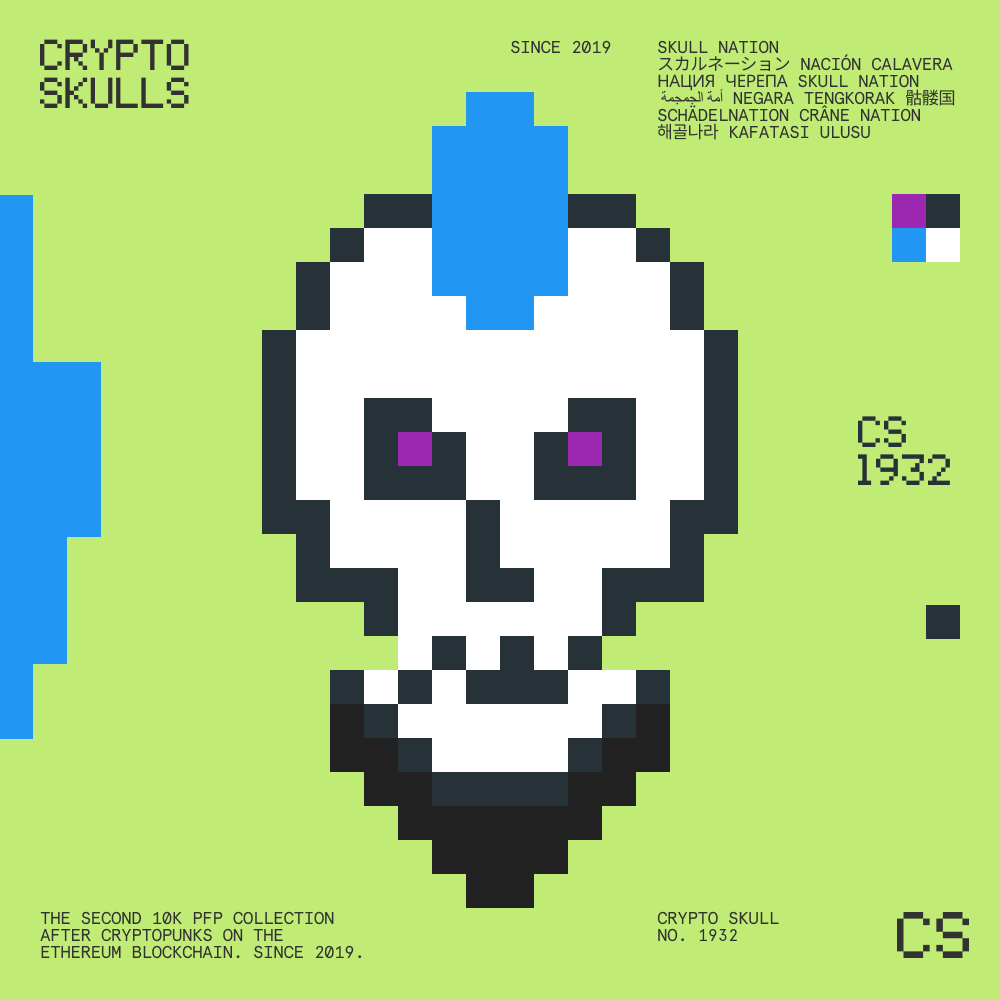 CRYPTO
SKULLS
SINCE 2019
SKULL NATION
スカルネーション NACIÓN CALAVERA
НАЦИЯ ЧЕРЕПА SKULL NATION
أمة الجمجمة NEGARA TENGKORAK 骷髅国
SCHÄDELNATION CRÂNE NATION
해골나라 KAFATASI ULUSU
CS
1932
THE SECOND 10K PFP COLLECTION
AFTER CRYPTOPUNKS ON THE
ETHEREUM BLOCKCHAIN. SINCE 2019.
CRYPTO SKULL
NO. 1932
CS